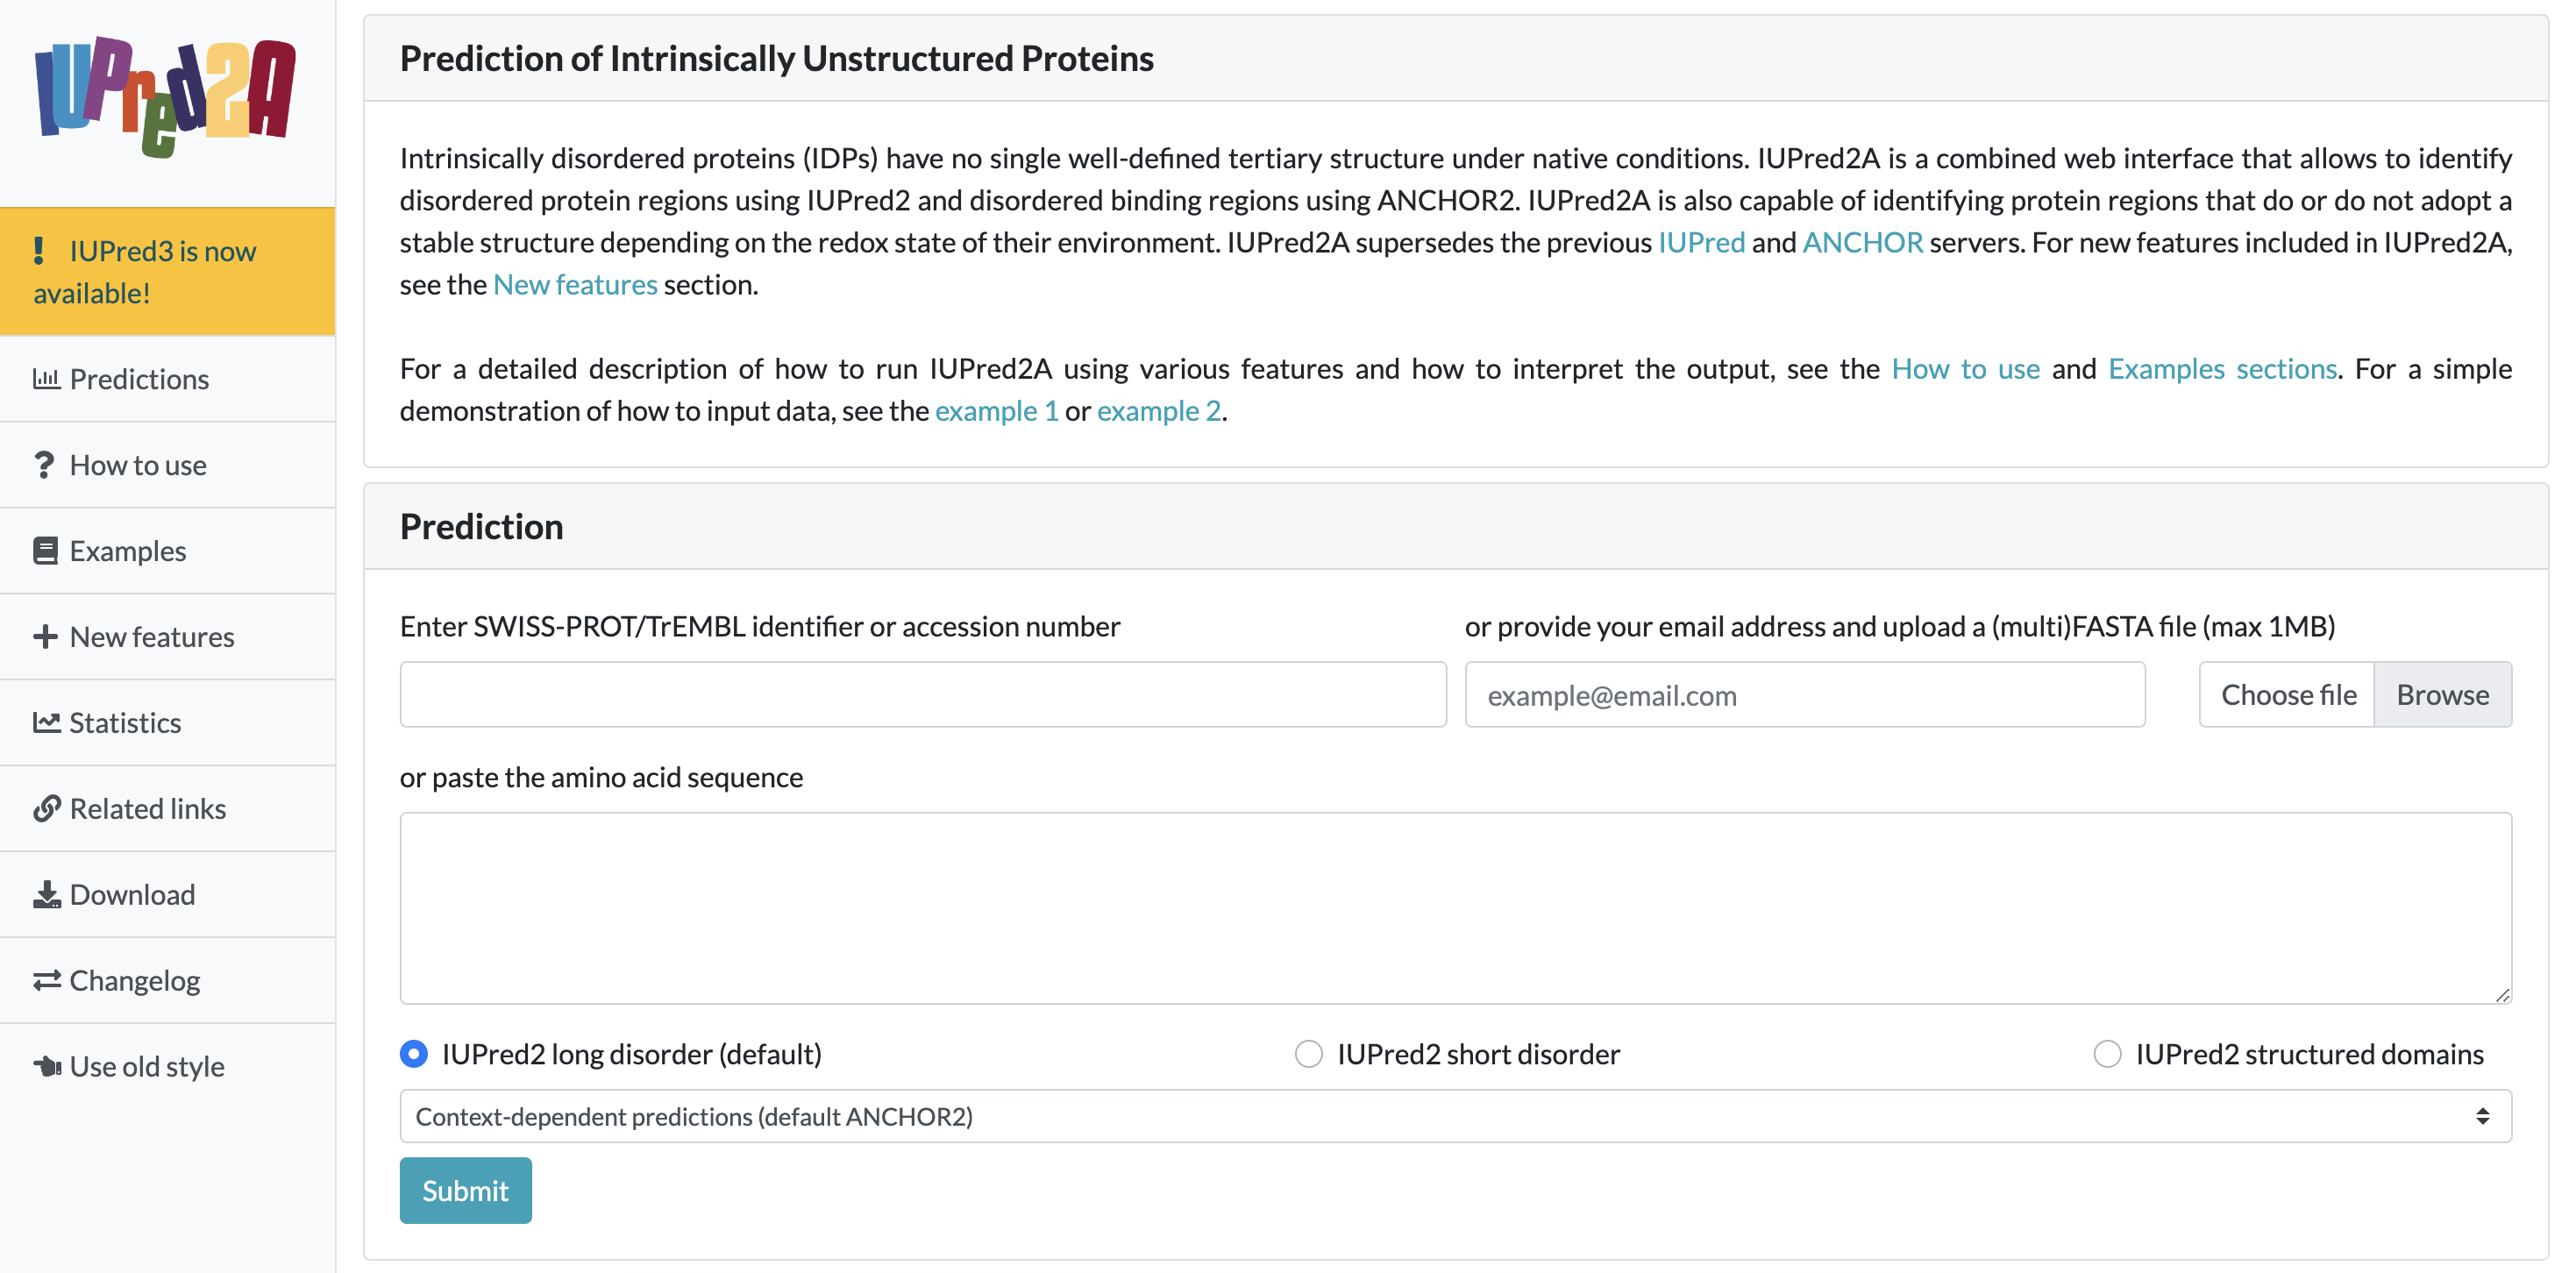 IUPred2A
IUPred3 is now
available!
Predictions
How to use
Examples
New features
Statistics
Related links
Download
Changelog
Use old style
Prediction of Intrinsically Unstructured Proteins
Intrinsically disordered proteins (IDPs) have no single well-defined tertiary structure under native conditions. IUPred2A is a combined web interface that allows to identify
disordered protein regions using IUPred2 and disordered binding regions using ANCHOR2. IUPred2A is also capable of identifying protein regions that do or do not adopt a
stable structure depending on the redox state of their environment. IUPred2A supersedes the previous IUPred and ANCHOR servers. For new features included in IUPred2A,
see the New features section.
For a detailed description of how to run IUPred2A using various features and how to interpret the output, see the How to use and Examples sections. For a simple
demonstration of how to input data, see the example 1 or example 2.
Prediction
Enter SWISS-PROT/TrEMBL identifier or accession number
or provide your email address and upload a (multi)FASTA file (max 1MB)
example@email.com
Choose file
Browse
or paste the amino acid sequence
IUPred2 long disorder (default)
IUPred2 short disorder
IUPred2 structured domains
Context-dependent predictions (default ANCHOR2)
Submit